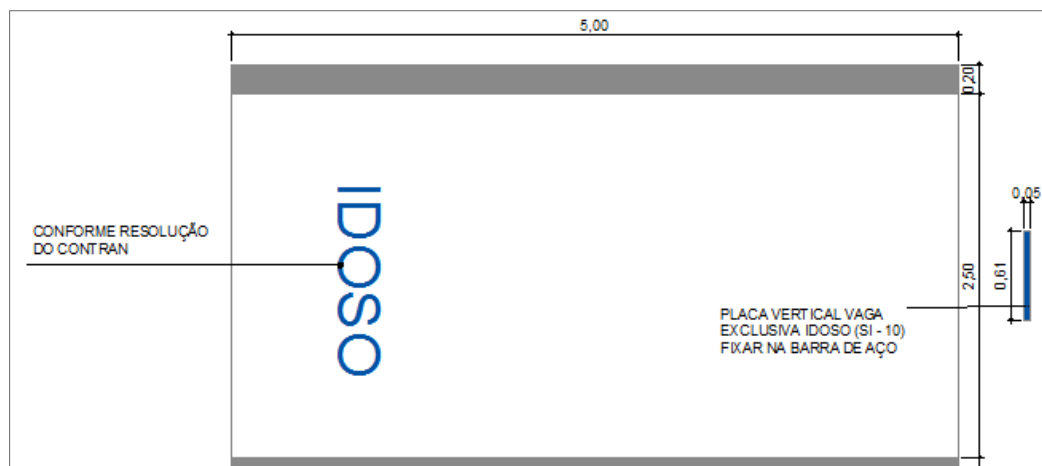 5,00
0,20
0,05
IDOSO
CONFORME RESOLUÇÃO
DO CONTRAN
2,50
0,61
PLACA VERTICAL VAGA
EXCLUSIVA IDOSO (SI - 10)
FIXAR NA BARRA DE AÇO